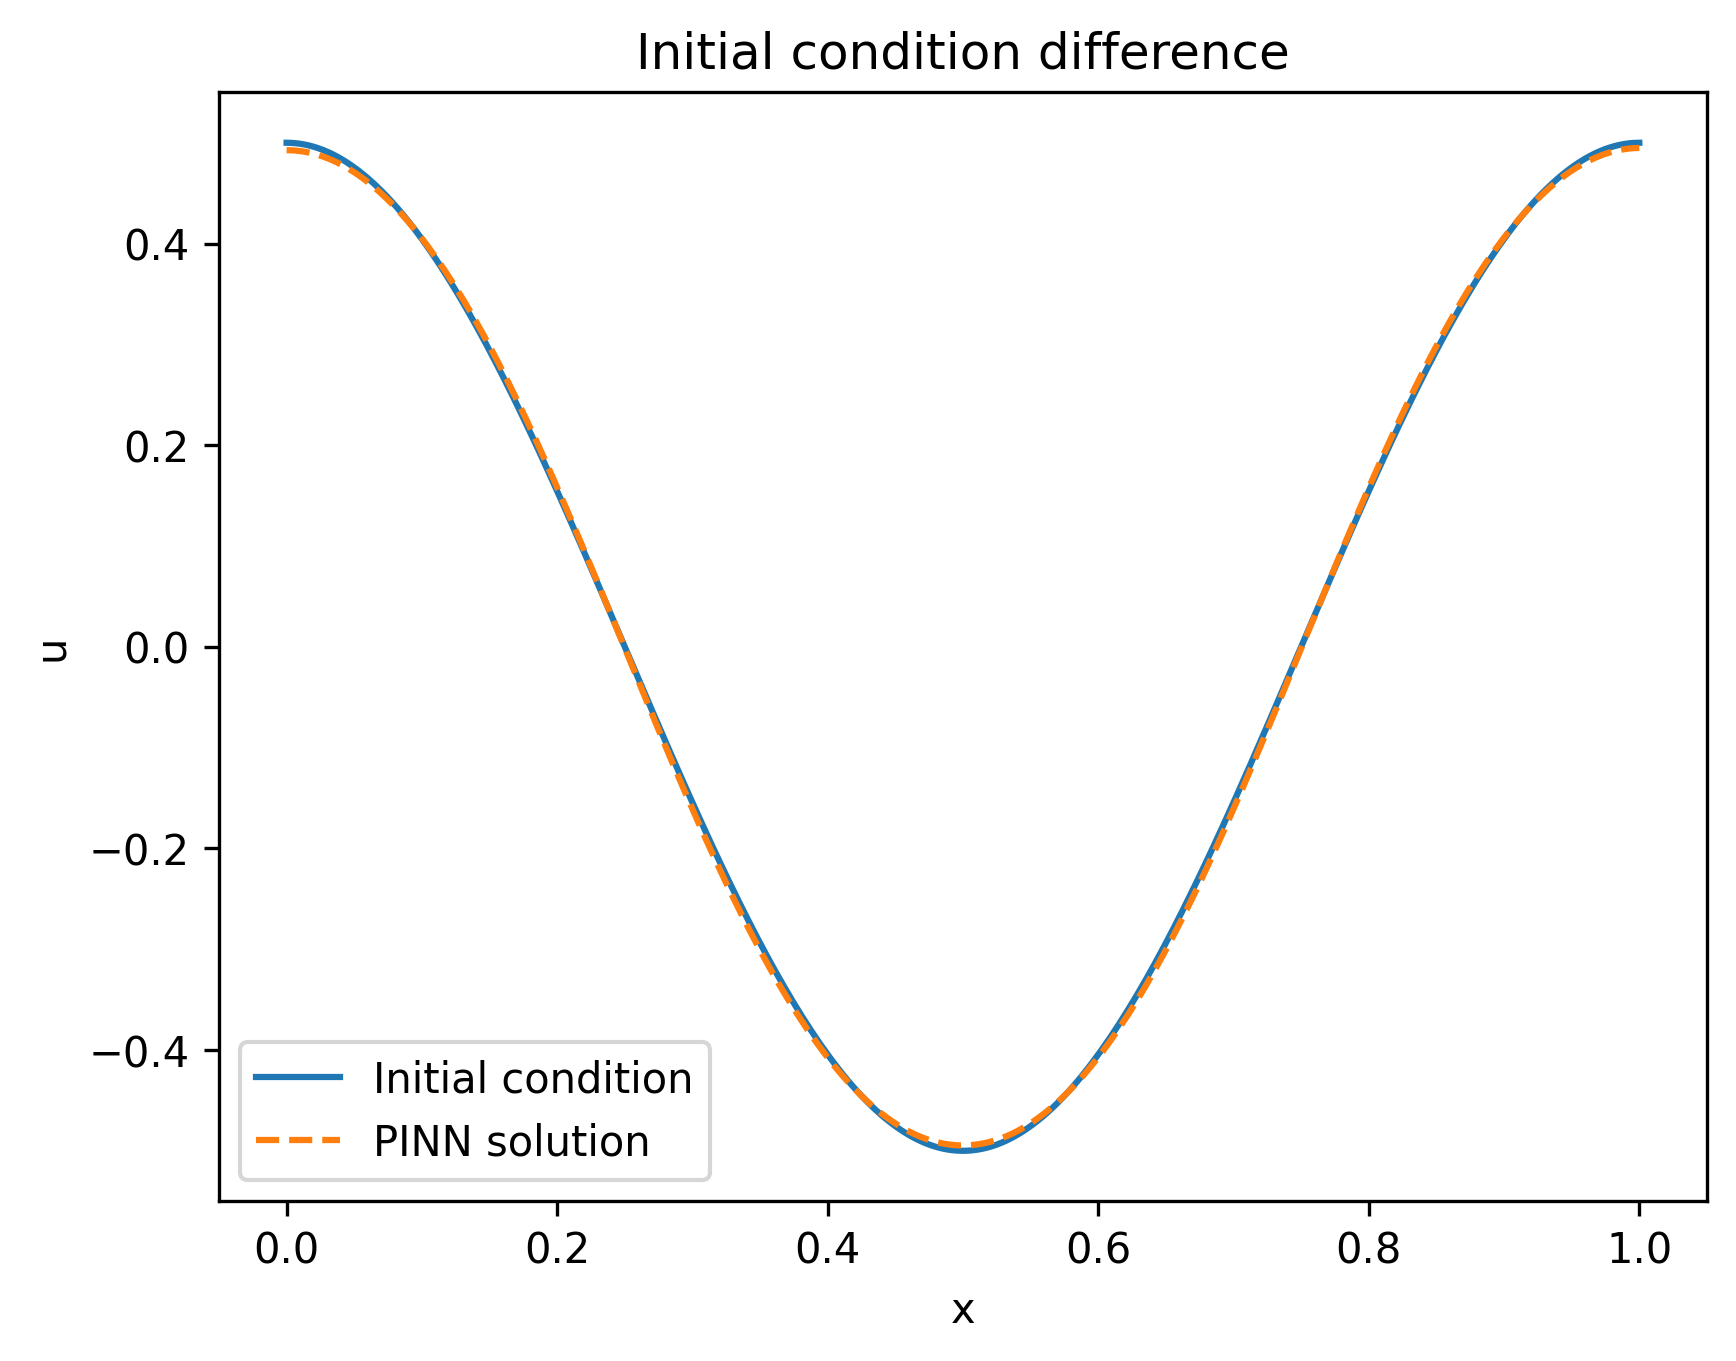 Initial condition difference
u
0.4
0.2
0.0
−0.2
−0.4
Initial condition
PINN solution
0.0 0.2 0.4 0.6 0.8 1.0
x